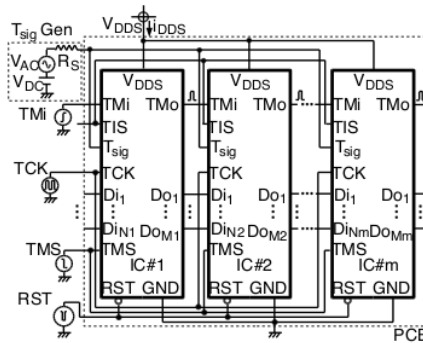 T_sig Gen
V_DDS i_DDS
V_AC R_S
V_DC
V_DDS V_DDS V_DDS
TMi TMi TMo TMi TMo TMi
TIS TIS TIS
T_sig T_sig T_sig
TCK TCK TCK TCK
Di_1 Do_1 Di_1 Do_1 Di_1 Do_1
Di_N1 Do_M1 Di_N2 Do_M2 Di_Nm Do_Mm
TMS TMS TMS TMS
IC#1 IC#2 IC#m
RST RST GND RST GND RST GND
PCB